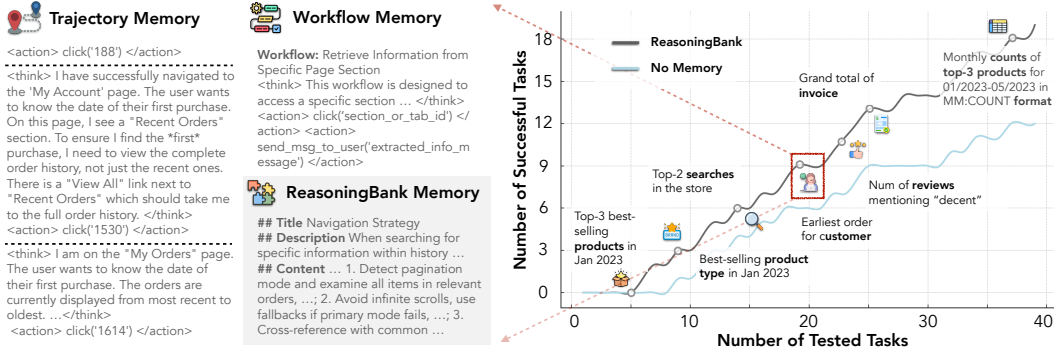 Trajectory Memory
<action> click('188') </action>
<think> I have successfully navigated to
the 'My Account' page. The user wants
to know the date of their first purchase.
On this page, I see a "Recent Orders"
section. To ensure I find the *first*
purchase, I need to view the complete
order history, not just the recent ones.
There is a "View All" link next to
"Recent Orders" which should take me
to the full order history. </think>
<action> click('1530') </action>
<think> I am on the "My Orders" page.
The user wants to know the date of
their first purchase. The orders are
currently displayed from most recent to
oldest. ...</think>
<action> click('1614') </action>
Workflow Memory
Workflow: Retrieve Information from
Specific Page Section
<think> This workflow is designed to
access a specific section ... </think>
<action> click('section_or_tab_id') </
action> <action>
send_msg_to_user('extracted_info_m
essage') </action>
ReasoningBank Memory
## Title Navigation Strategy
## Description When searching for
specific information within history ...
## Content ... 1. Detect pagination
mode and examine all items in relevant
orders, ...; 2. Avoid infinite scrolls, use
fallbacks if primary mode fails, ...; 3.
Cross-reference with common ...
Number of Successful Tasks
18
15
12
9
6
3
0
0
10
20
30
40
Number of Tested Tasks
ReasoningBank
No Memory
Top-3 best-
selling
products in
Jan 2023
Top-2 searches
in the store
Best-selling product
type in Jan 2023
Earliest order
for customer
Grand total of
invoice
Num of reviews
mentioning "decent"
Monthly counts of
top-3 products for
01/2023-05/2023 in
MM:COUNT format